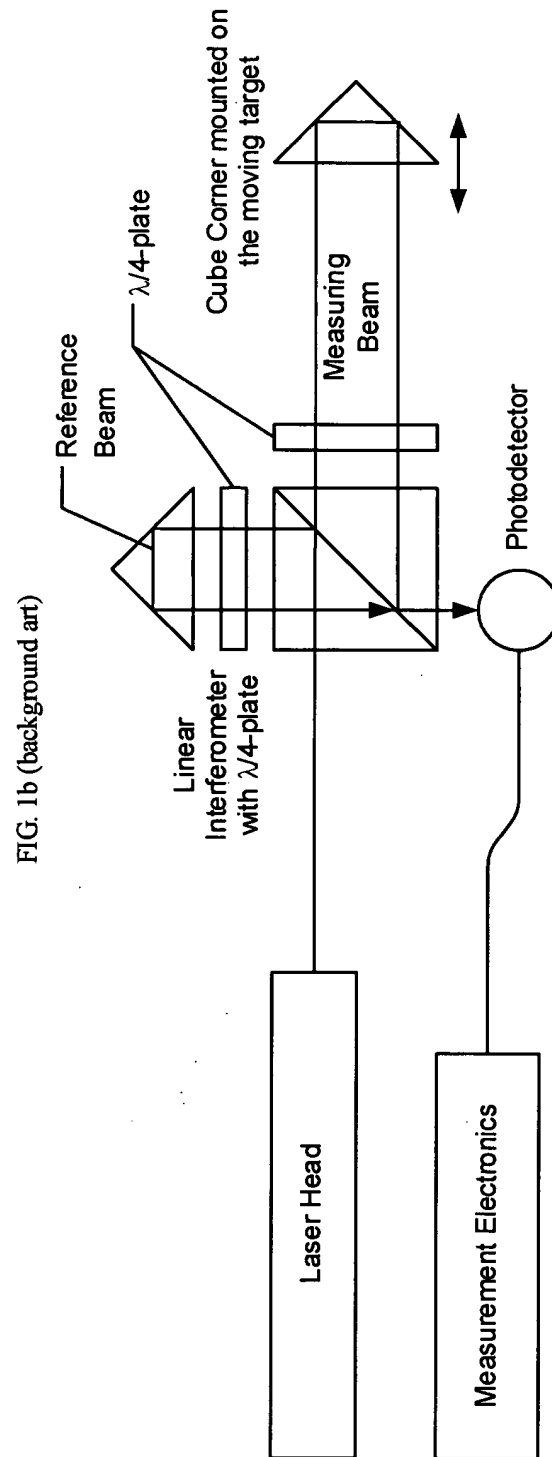 FIG. 1b (background art)
Reference
Beam
λ/4-plate
Linear
Interferometer
with λ/4-plate
Cube Corner mounted on
the moving target
Measuring
Beam
Laser Head
Photodetector
Measurement Electronics